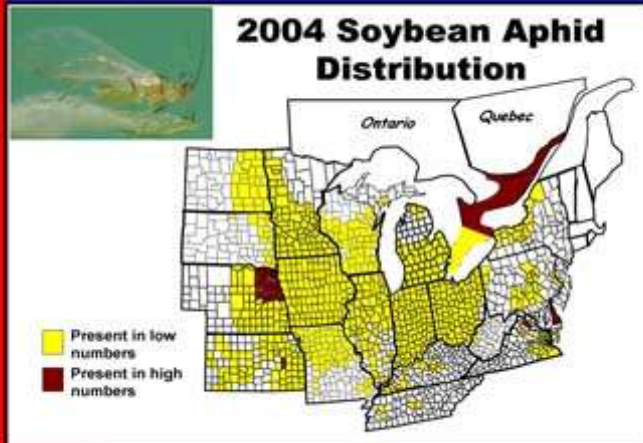 2004 Soybean Aphid
Distribution
Ontario
Quebec
Present in low
numbers
Present in high
numbers